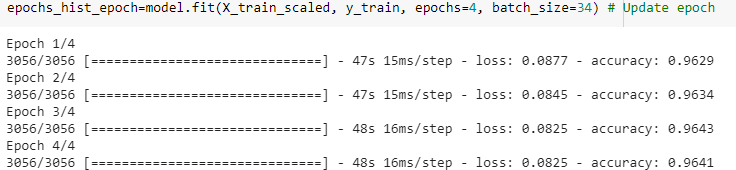 epochs_hist_epoch=model.fit(X_train_scaled, y_train, epochs=4, batch_size=34) # Update epoch
Epoch 1/4
3056/3056 [==============================] - 47s 15ms/step - loss: 0.0877 - accuracy: 0.9629
Epoch 2/4
3056/3056 [==============================] - 47s 15ms/step - loss: 0.0845 - accuracy: 0.9634
Epoch 3/4
3056/3056 [==============================] - 48s 16ms/step - loss: 0.0825 - accuracy: 0.9643
Epoch 4/4
3056/3056 [==============================] - 48s 16ms/step - loss: 0.0825 - accuracy: 0.9641